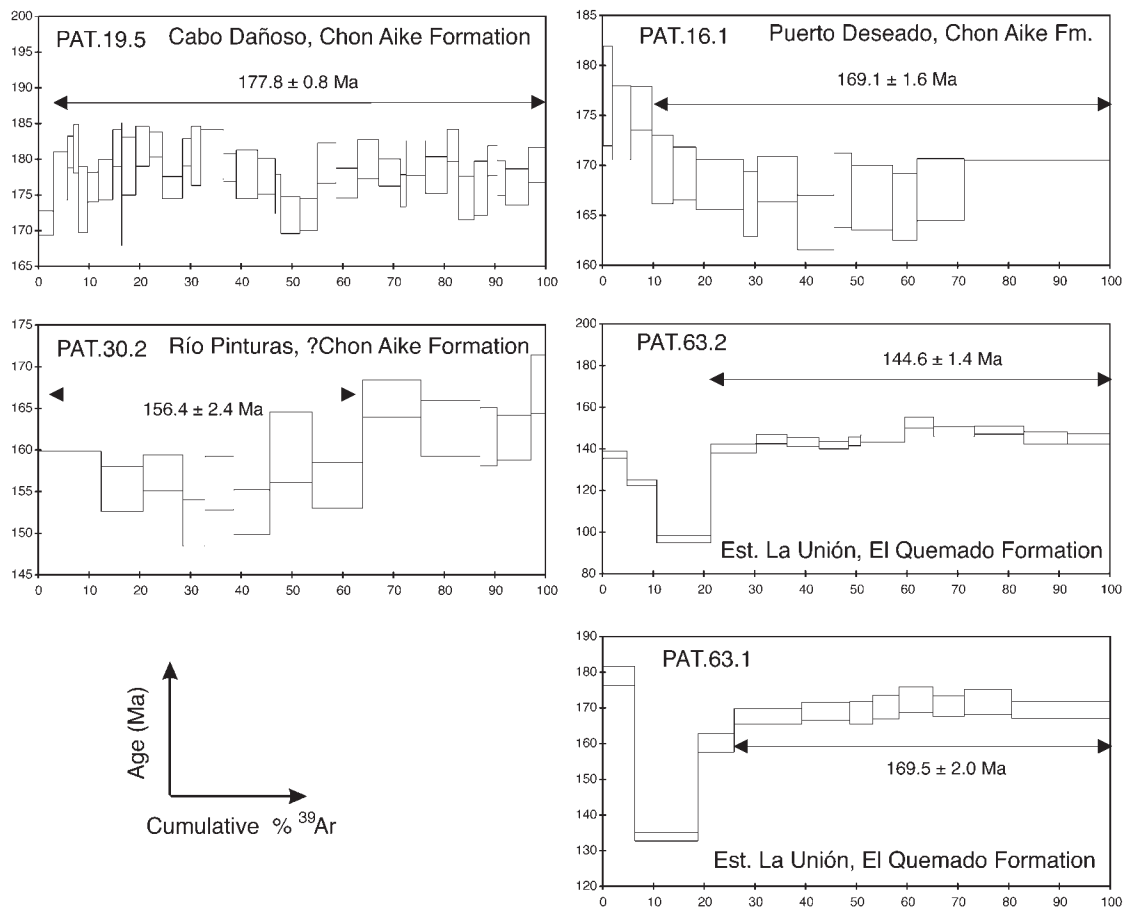 PAT.19.5 Cabo Dañoso, Chon Aike Formation
177.8 ± 0.8 Ma
200
195
190
185
180
175
170
165
0 10 20 30 40 50 60 70 80 90 100
PAT.16.1 Puerto Deseado, Chon Aike Fm.
169.1 ± 1.6 Ma
185
180
175
170
165
160
0 10 20 30 40 50 60 70 80 90 100
PAT.30.2 Río Pinturas, ?Chon Aike Formation
156.4 ± 2.4 Ma
175
170
165
160
155
150
145
0 10 20 30 40 50 60 70 80 90 100
PAT.63.2
144.6 ± 1.4 Ma
200
180
160
140
120
100
80
Est. La Unión, El Quemado Formation
0 10 20 30 40 50 60 70 80 90 100
Age (Ma)
Cumulative % ³⁹Ar
PAT.63.1
169.5 ± 2.0 Ma
190
180
170
160
150
140
130
120
Est. La Unión, El Quemado Formation
0 10 20 30 40 50 60 70 80 90 100